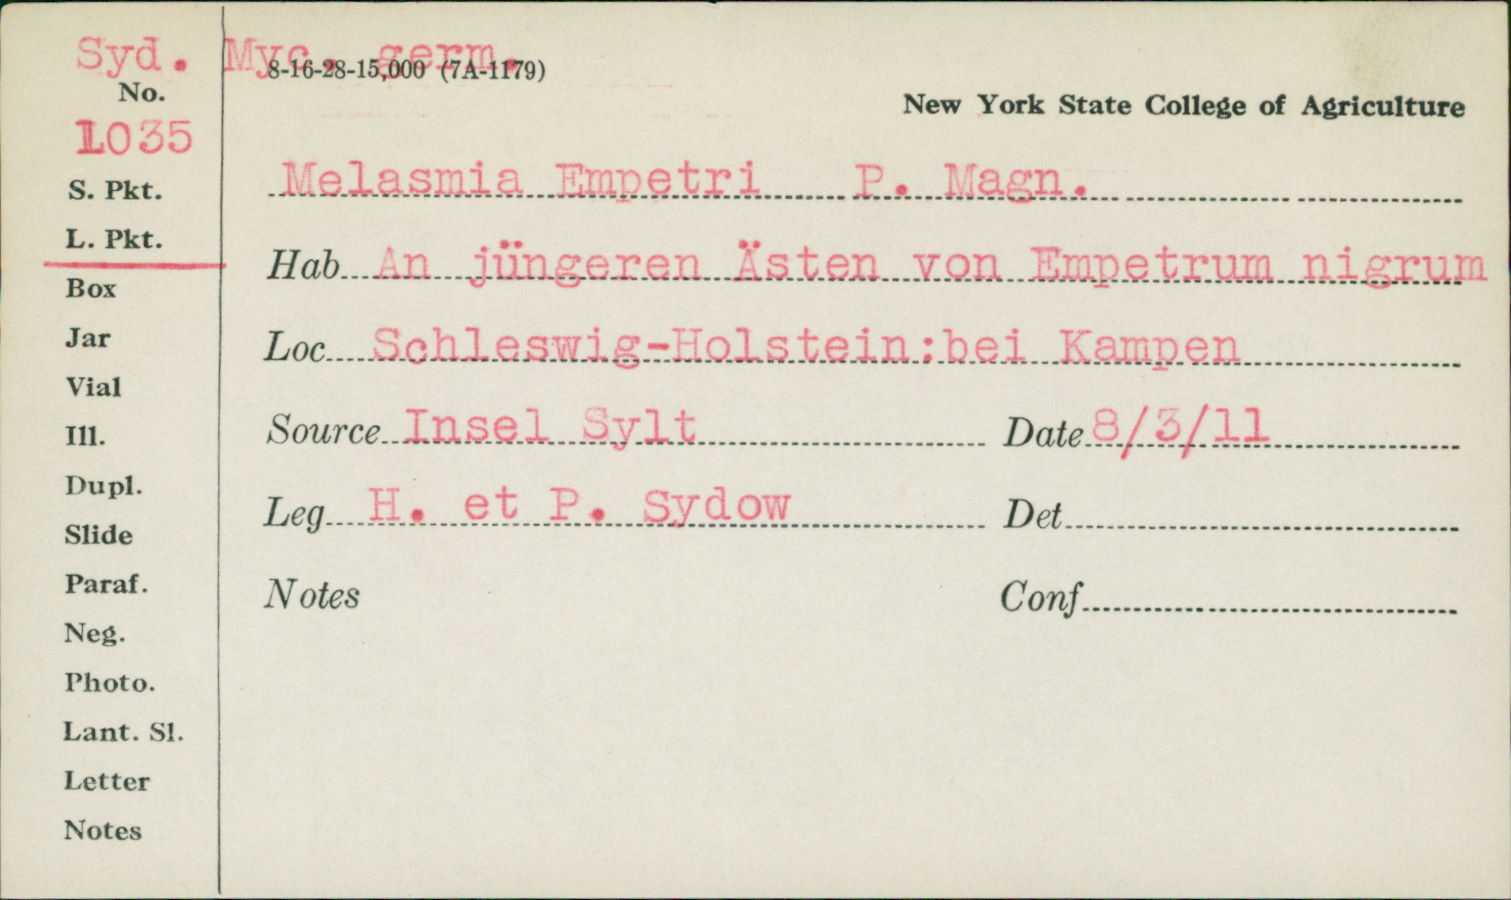 Syd. Myc. germ.
8-16-28-15,000 (7A-1179)
No.
1035
New York State College of Agriculture
S. Pkt.
L. Pkt.
Box
Jar
Vial
Ill.
Dupl.
Slide
Paraf.
Neg.
Photo.
Lant. Sl.
Letter
Notes
Melasmia Empetri P. Magn.
Hab An jüngeren Ästen von Empetrum nigrum
Loc Schleswig-Holstein:bei Kampen
Source Insel Sylt Date 8/3/11
Leg H. et P. Sydow Det
Notes Conf